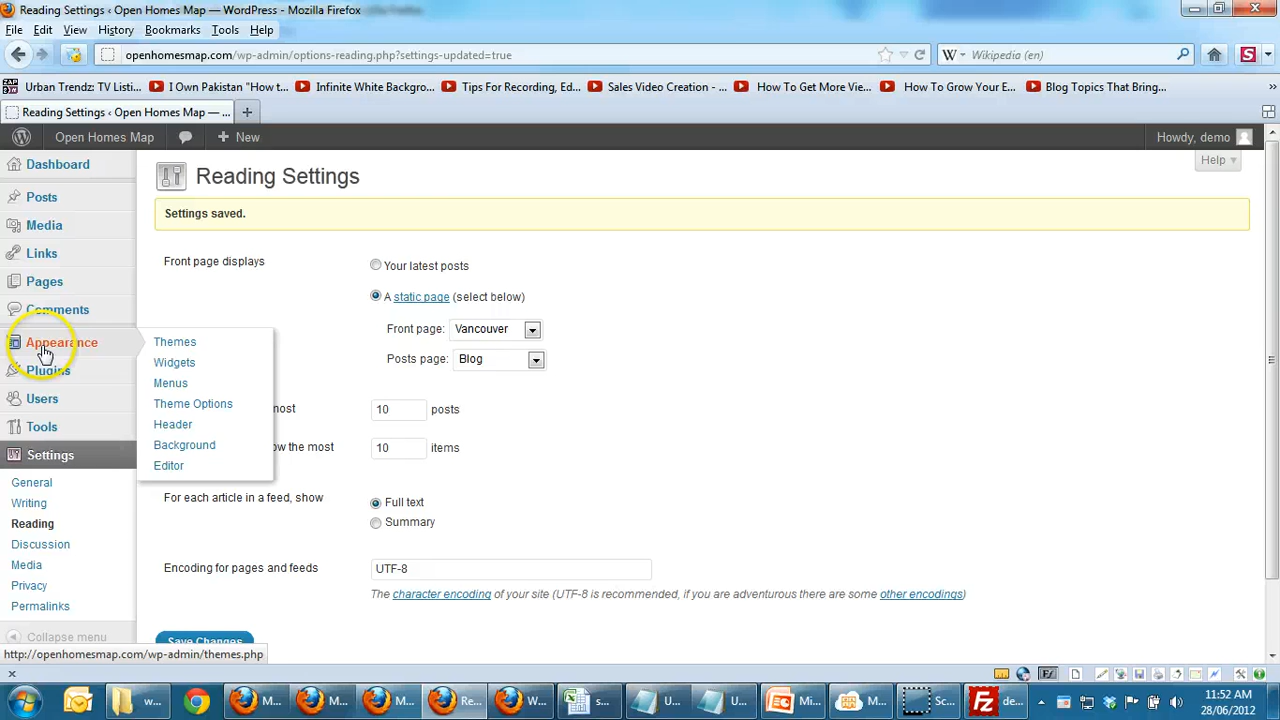 Reading Settings ‹ Open Homes Map — WordPress - Mozilla Firefox
File Edit View History Bookmarks Tools Help
openhomesmap.com/wp-admin/options-reading.php?settings-updated=true
W Wikipedia (en)
S
Urban Trendz: TV Listi... I Own Pakistan "How t... Infinite White Backgro... Tips For Recording, Ed... Sales Video Creation - ... How To Get More Vie... How To Grow Your E... Blog Topics That Bring... »
Reading Settings ‹ Open Homes Map — ... +
Open Homes Map + New Howdy, demo
Help
Dashboard
Posts
Media
Links
Pages
Comments
Appearance
Plugins
Users
Tools
Settings
General
Writing
Reading
Discussion
Media
Privacy
Permalinks
Collapse menu
Themes
Widgets
Menus
Theme Options
Header
Background
Editor
Reading Settings
Settings saved.
Front page displays
Your latest posts
A static page (select below)
Front page: Vancouver
Posts page: Blog
most 10 posts
ow the most 10 items
For each article in a feed, show
Full text
Summary
Encoding for pages and feeds UTF-8
The character encoding of your site (UTF-8 is recommended, if you are adventurous there are some other encodings)
Save Changes
http://openhomesmap.com/wp-admin/themes.php
w... M... M... M... Re... W... s... U... U... Mi... M... Sc... Fz de...
11:52 AM
28/06/2012